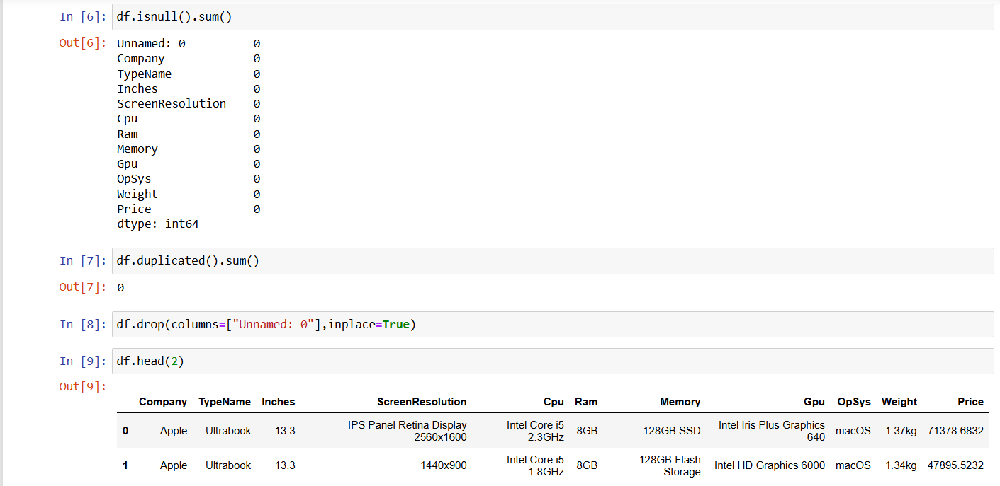 In [6]: df.isnull().sum()
Out[6]: Unnamed: 0 0
Company 0
TypeName 0
Inches 0
ScreenResolution 0
Cpu 0
Ram 0
Memory 0
Gpu 0
OpSys 0
Weight 0
Price 0
dtype: int64
In [7]: df.duplicated().sum()
Out[7]: 0
In [8]: df.drop(columns=["Unnamed: 0"],inplace=True)
In [9]: df.head(2)
Out[9]:
Company TypeName Inches ScreenResolution Cpu Ram Memory Gpu OpSys Weight Price
0 Apple Ultrabook 13.3 IPS Panel Retina Display 2560x1600 Intel Core i5 2.3GHz 8GB 128GB SSD Intel Iris Plus Graphics 640 macOS 1.37kg 71378.6832
1 Apple Ultrabook 13.3 1440x900 Intel Core i5 1.8GHz 8GB 128GB Flash Storage Intel HD Graphics 6000 macOS 1.34kg 47895.5232